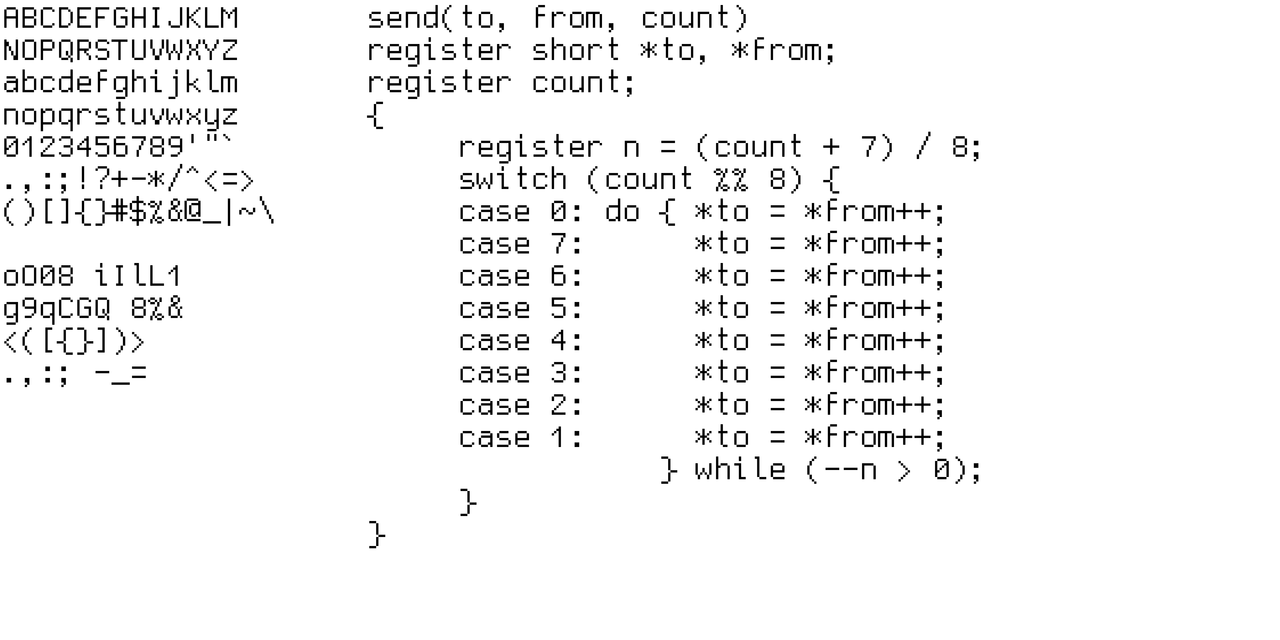 ABCDEFGHIJKLM
NOPQRSTUVWXYZ
abcdefghijklm
nopqrstuvwxyz
0123456789'"`
.,:;!?+-*/^<=>
()[]{}#$%&@_|~\
oO08 iIlL1
g9qCGQ 8%&
<([{}])>
.,:; -_=
send(to, from, count)
register short *to, *from;
register count;
{
     register n = (count + 7) / 8;
     switch (count %% 8) {
     case 0: do { *to = *from++;
     case 7:      *to = *from++;
     case 6:      *to = *from++;
     case 5:      *to = *from++;
     case 4:      *to = *from++;
     case 3:      *to = *from++;
     case 2:      *to = *from++;
     case 1:      *to = *from++;
                } while (--n > 0);
     }
}